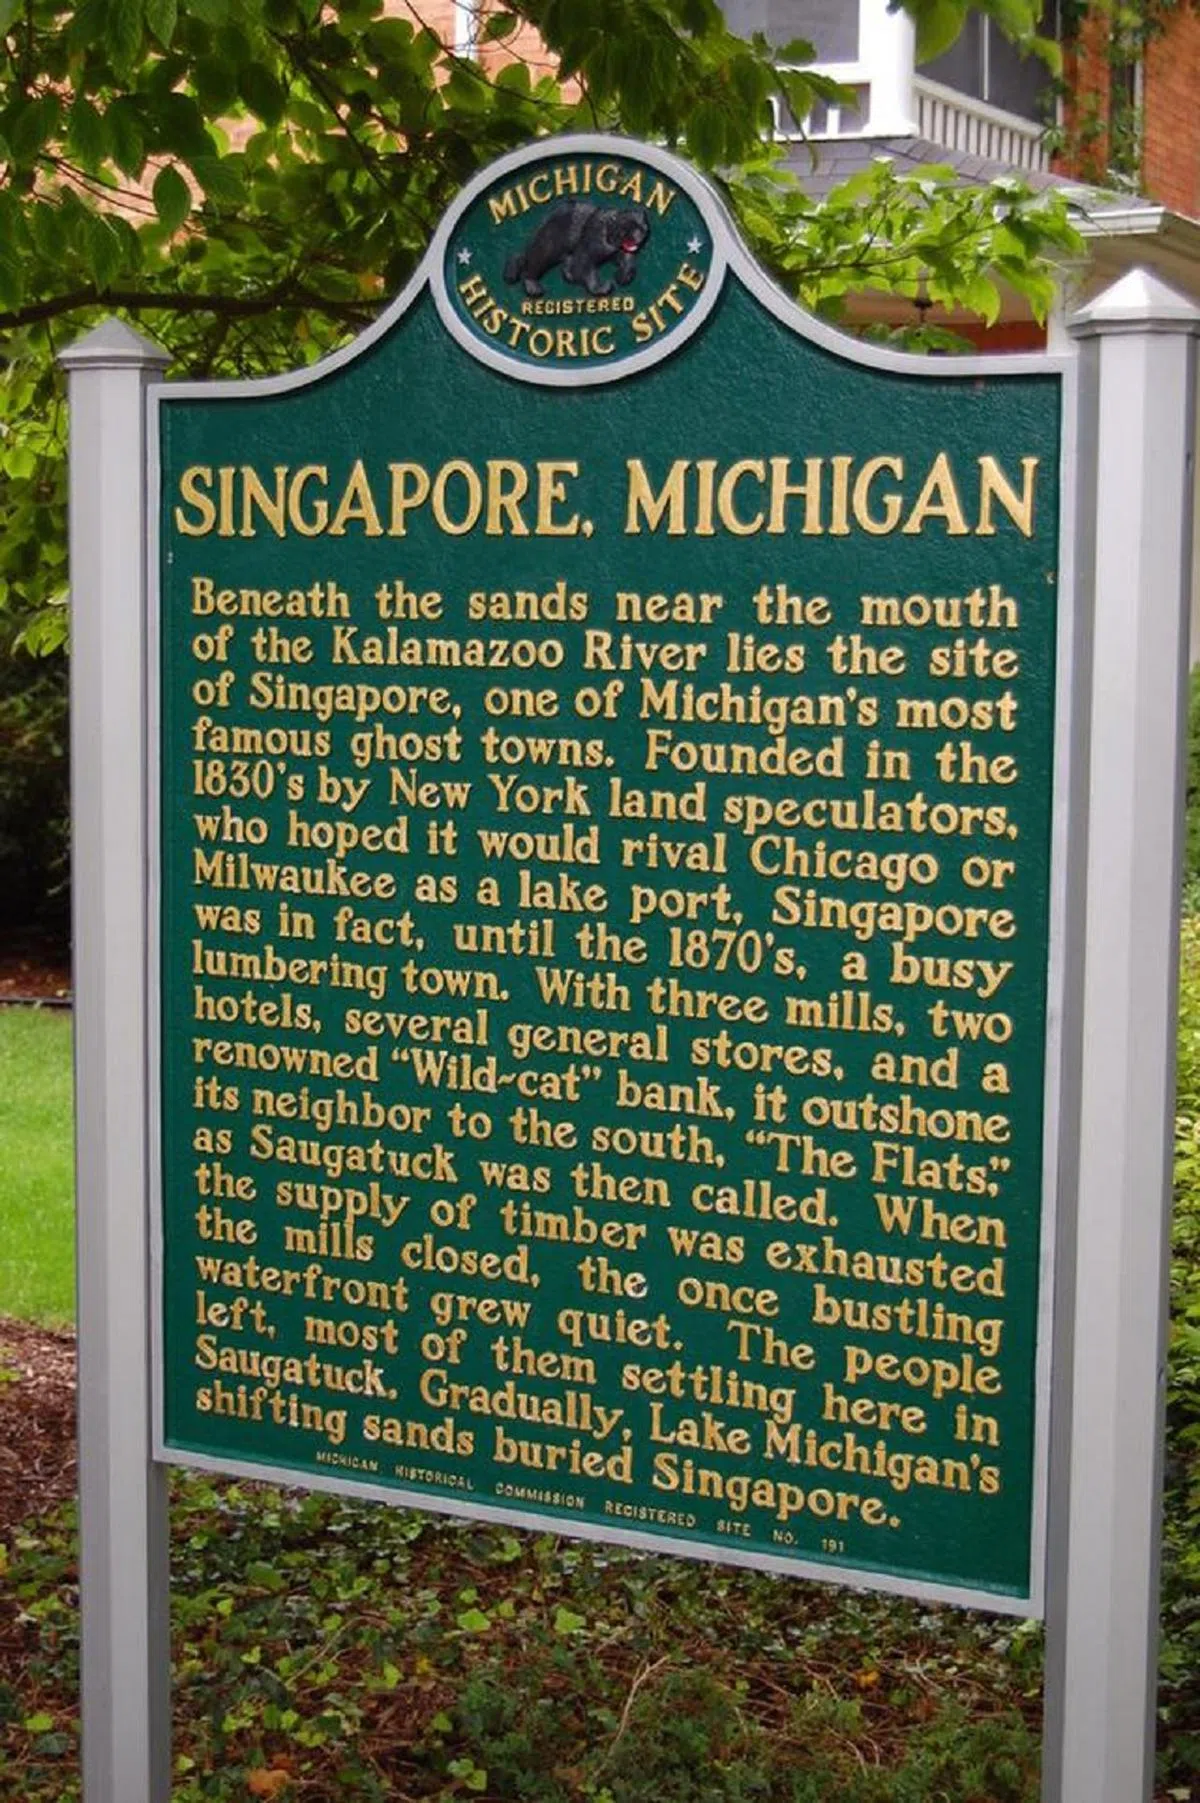 MICHIGAN
REGISTERED
HISTORIC SITE
SINGAPORE, MICHIGAN
Beneath the sands near the mouth
of the Kalamazoo River lies the site
of Singapore, one of Michigan's most
famous ghost towns. Founded in the
1830's by New York land speculators,
who hoped it would rival Chicago or
Milwaukee as a lake port, Singapore
was in fact, until the 1870's, a busy
lumbering town. With three mills, two
hotels, several general stores, and a
renowned "Wild-cat" bank, it outshone
its neighbor to the south, "The Flats,"
as Saugatuck was then called. When
the supply of timber was exhausted
the mills closed, the once bustling
waterfront grew quiet. The people
left, most of them settling here in
Saugatuck. Gradually, Lake Michigan's
shifting sands buried Singapore.
MICHIGAN HISTORICAL COMMISSION REGISTERED SITE NO. 191